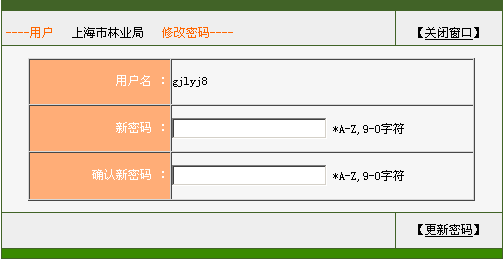 ----用户 上海市林业局 修改密码---- 【关闭窗口】
用户名 : gjlyj8
新密码 : *A-Z,9-0字符
确认新密码 : *A-Z,9-0字符
【更新密码】